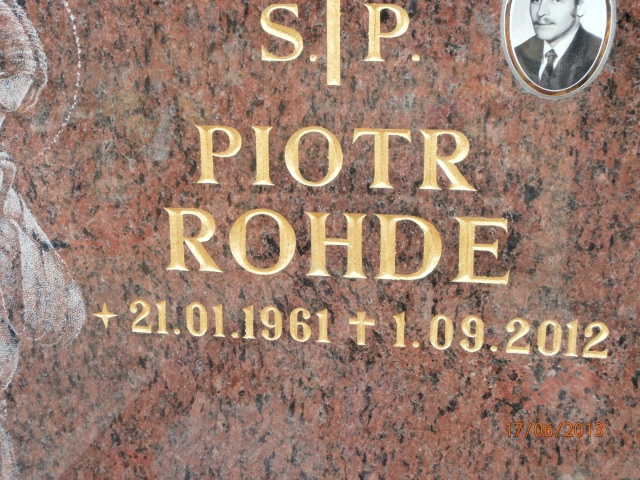 S. P.
PIOTR
ROHDE
21.01.1961 ✝ 1.09.2012
17/06/2013